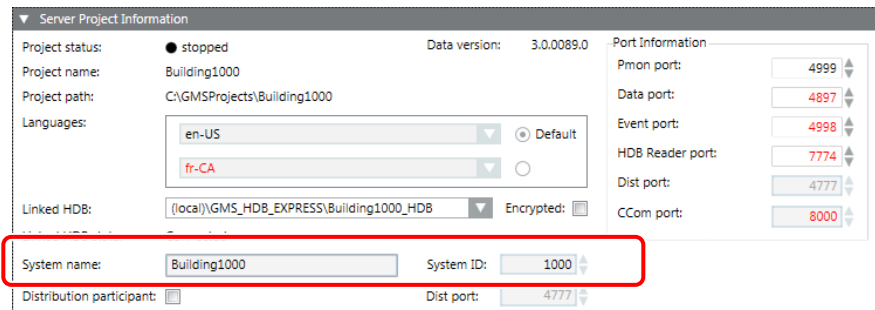 Server Project Information
Project status: stopped Data version: 3.0.0089.0
Project name: Building1000
Project path: C:\GMSProjects\Building1000
Languages: en-US Default
fr-CA
Linked HDB: (local)\GMS_HDB_EXPRESS\Building1000_HDB Encrypted:
System name: Building1000 System ID: 1000
Distribution participant: Dist port: 4777
Port Information
Pmon port: 4999
Data port: 4897
Event port: 4998
HDB Reader port: 7774
Dist port: 4777
CCom port: 8000